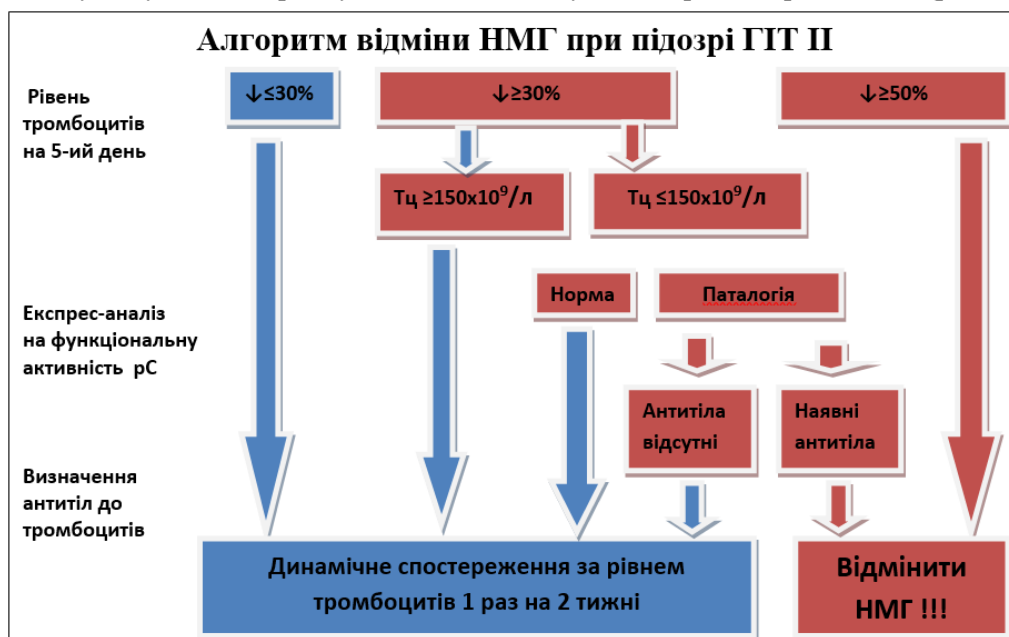 Алгоритм відміни НМГ при підозрі ГІТ ІІ
Рівень
тромбоцитів
на 5-ий день
↓≤30%
↓≥30%
↓≥50%
Тц ≥150х10⁹/л
Тц ≤150х10⁹/л
Експрес-аналіз
на функціональну
активність рС
Норма
Паталогія
Антитіла
відсутні
Наявні
антитіла
Визначення
антитіл до
тромбоцитів
Динамічне спостереження за рівнем
тромбоцитів 1 раз на 2 тижні
Відмінити
НМГ !!!